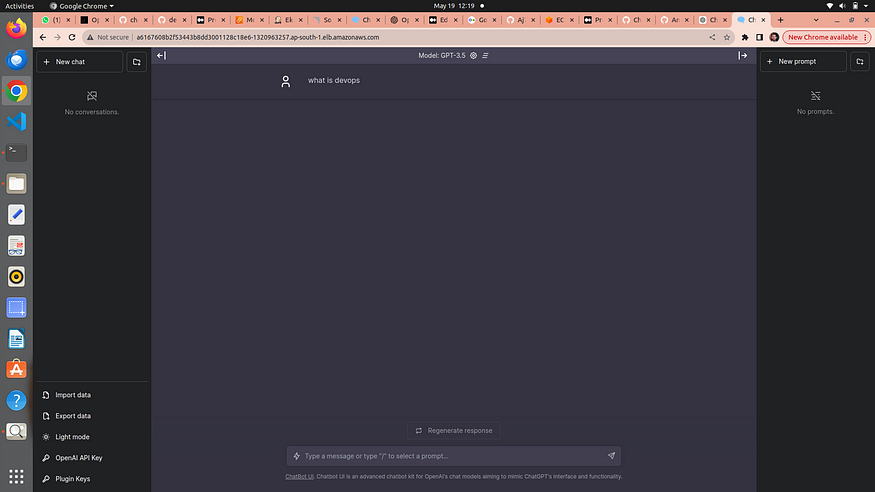 Activities
Google Chrome
May 19 12:19
(1)
O
ch
de
Pr
Mo
Ek
So
Ch
Op
Ch
Ed
Go
Aj
EC
Pr
Ch
An
Ch
Ch
Not secure
a6167608b2f53443b8dd3001128c18e6-1320963257.ap-south-1.elb.amazonaws.com
New Chrome available
New chat
Model: GPT-3.5
New prompt
what is devops
No conversations.
No prompts.
Import data
Export data
Light mode
OpenAI API Key
Plugin Keys
Regenerate response
Type a message or type "/" to select a prompt...
ChatBot UI. Chatbot UI is an advanced chatbot kit for OpenAI's chat models aiming to mimic ChatGPT's interface and functionality.